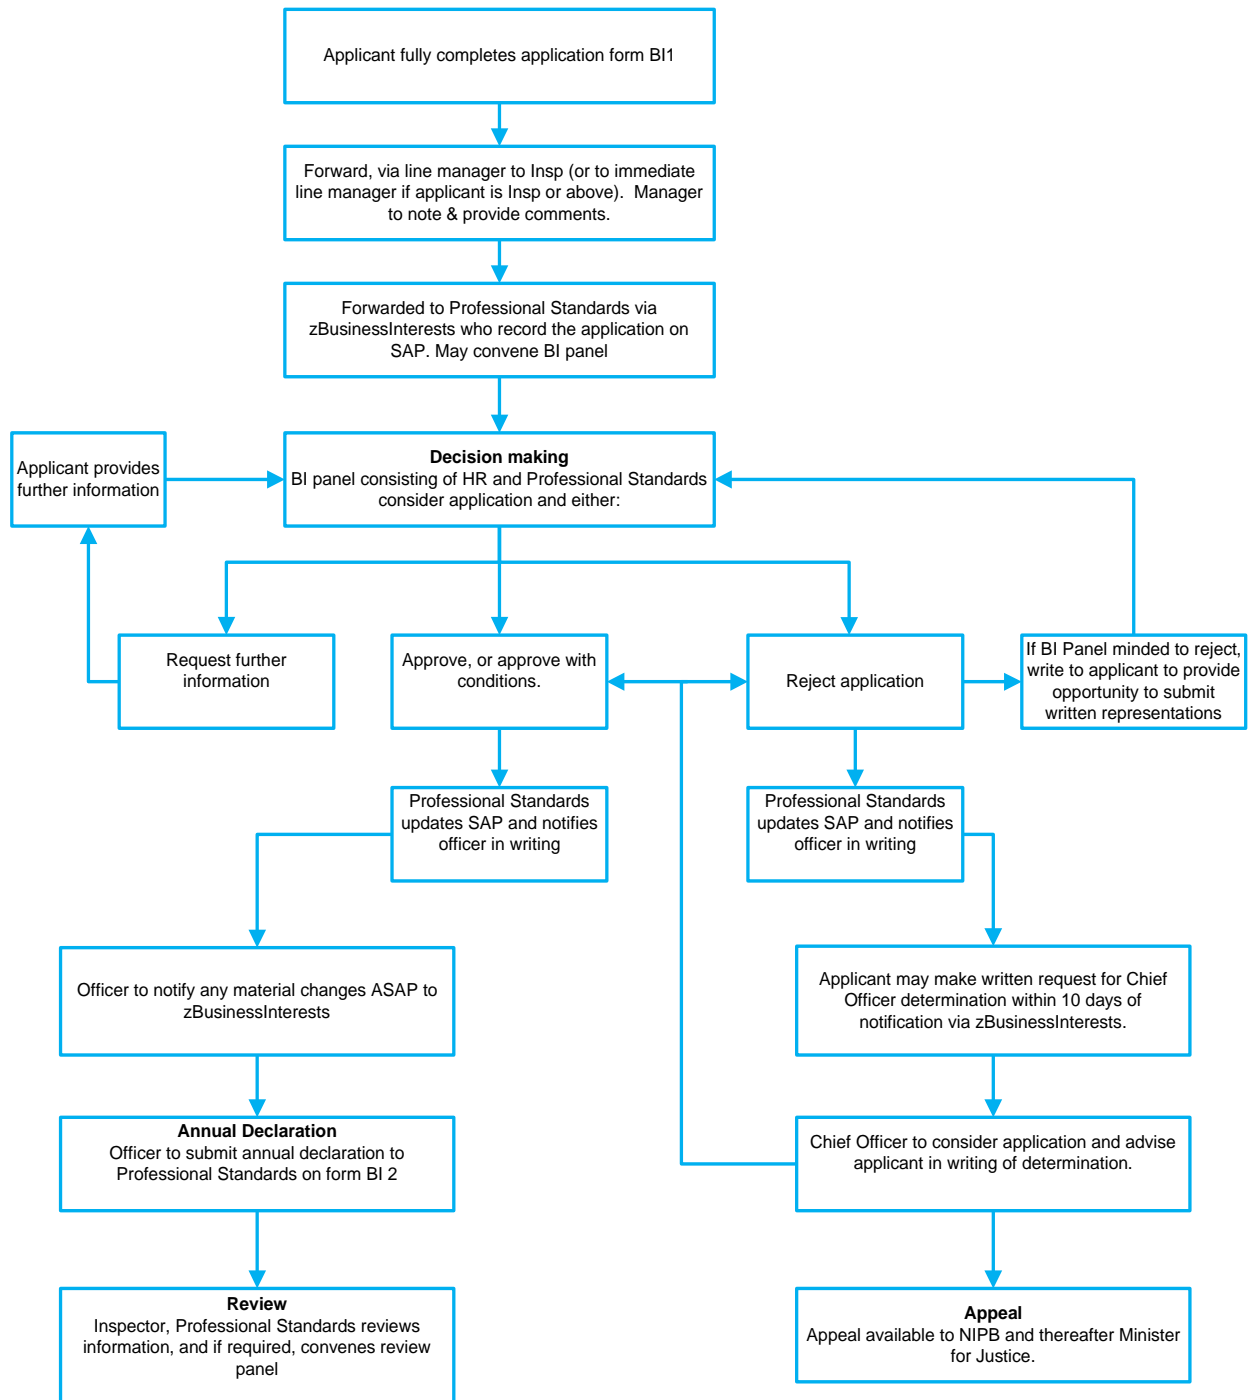 Applicant fully completes application form BI1
Forward, via line manager to Insp (or to immediate
line manager if applicant is Insp or above).  Manager
to note & provide comments.
Forwarded to Professional Standards via
zBusinessInterests who record the application on
SAP. May convene BI panel
Applicant provides
further information
Decision making
BI panel consisting of HR and Professional Standards
consider application and either:
Request further
information
Approve, or approve with
conditions.
Reject application
If BI Panel minded to reject,
write to applicant to provide
opportunity to submit
written representations
Professional Standards
updates SAP and notifies
officer in writing
Professional Standards
updates SAP and notifies
officer in writing
Officer to notify any material changes ASAP to
zBusinessInterests
Applicant may make written request for Chief
Officer determination within 10 days of
notification via zBusinessInterests.
Annual Declaration
Officer to submit annual declaration to
Professional Standards on form BI 2
Chief Officer to consider application and advise
applicant in writing of determination.
Review
Inspector, Professional Standards reviews
information, and if required, convenes review
panel
Appeal
Appeal available to NIPB and thereafter Minister
for Justice.